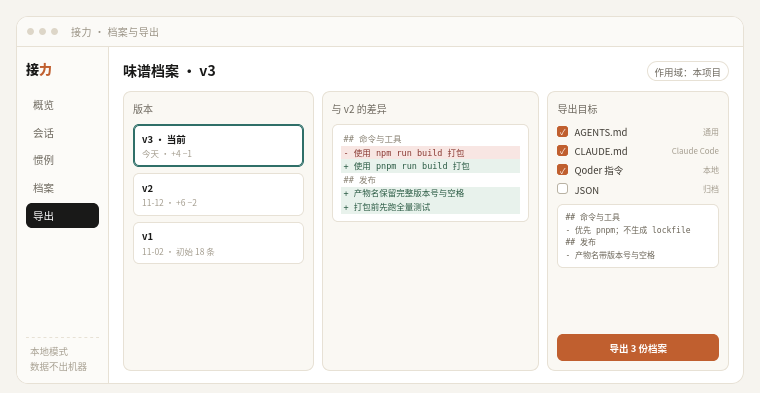 接力 · 档案与导出
接力
概览
会话
惯例
档案
导出
本地模式
数据不出机器
味谱档案 · v3
作用域：本项目
版本
v3 · 当前
今天 · +4 −1
v2
11-12 · +6 −2
v1
11-02 · 初始 18 条
与 v2 的差异
## 命令与工具
- 使用 npm run build 打包
+ 使用 pnpm run build 打包
## 发布
+ 产物名保留完整版本号与空格
+ 打包前先跑全量测试
导出目标
AGENTS.md 通用
CLAUDE.md Claude Code
Qoder 指令 本地
JSON 归档
## 命令与工具
- 优先 pnpm；不生成 lockfile
## 发布
- 产物名带版本号与空格
导出 3 份档案